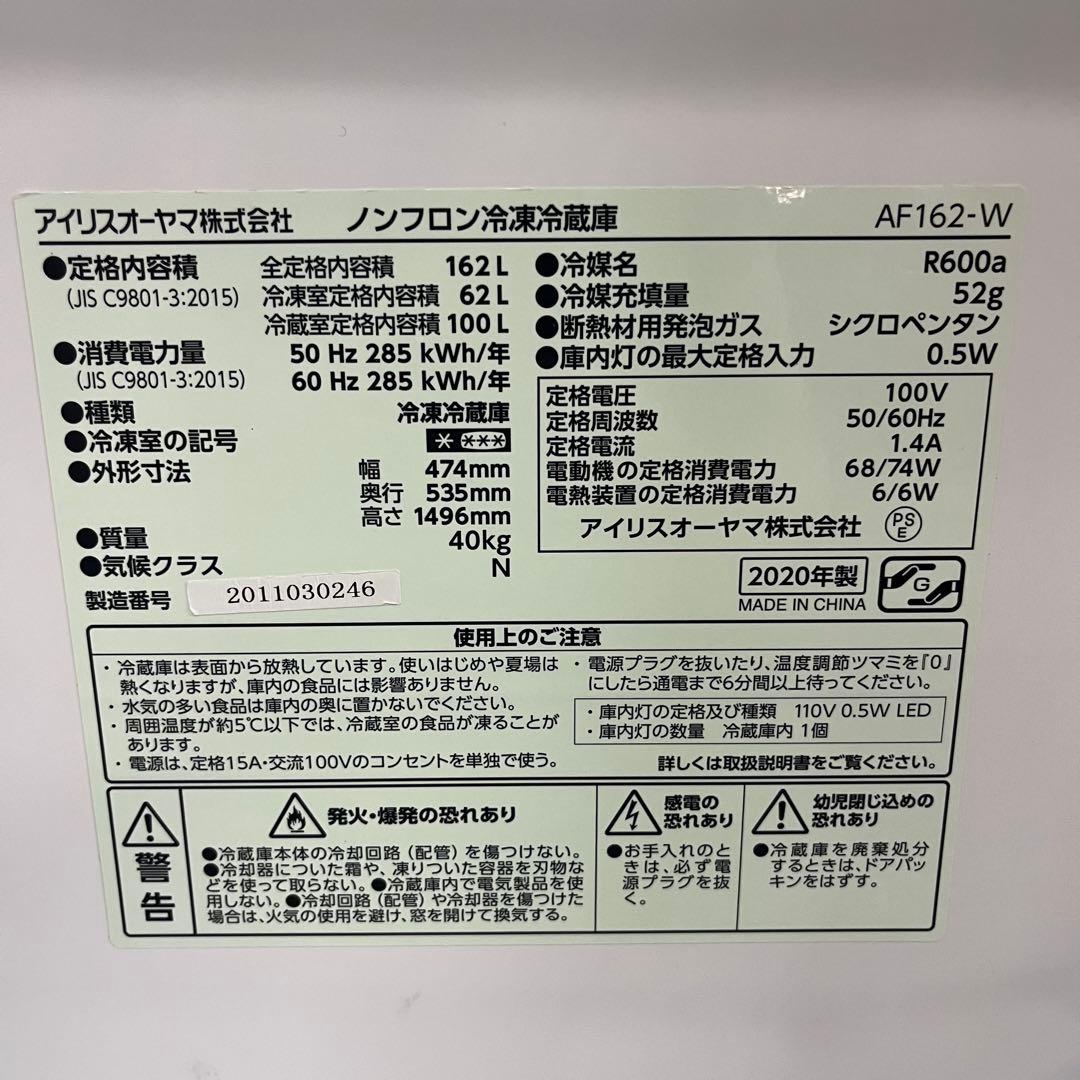 アイリスオーヤマ株式会社 ノンフロン冷凍冷蔵庫 AF162-W
●定格内容積 全定格内容積 162L
(JIS C9801-3:2015) 冷凍室定格内容積 62L
冷蔵室定格内容積 100L
●消費電力量 50 Hz 285 kWh/年
(JIS C9801-3:2015) 60 Hz 285 kWh/年
●種類 冷凍冷蔵庫
●冷凍室の記号 * ***
●外形寸法 幅 474mm
奥行 535mm
高さ 1496mm
●質量 40kg
●気候クラス N
製造番号 2011030246
●冷媒名 R600a
●冷媒充填量 52g
●断熱材用発泡ガス シクロペンタン
●庫内灯の最大定格入力 0.5W
定格電圧 100V
定格周波数 50/60Hz
定格電流 1.4A
電動機の定格消費電力 68/74W
電熱装置の定格消費電力 6/6W
アイリスオーヤマ株式会社 PSE
2020年製
MADE IN CHINA
G
使用上のご注意
・冷蔵庫は表面から放熱しています。使いはじめや夏場は
熱くなりますが、庫内の食品には影響ありません。
・水気の多い食品は庫内の奥に置かないでください。
・周囲温度が約5℃以下では、冷蔵室の食品が凍ることが
あります。
・電源は、定格15A・交流100Vのコンセントを単独で使う。
・電源プラグを抜いたり、温度調節ツマミを『0』
にしたら通電まで6分間以上待ってください。
・庫内灯の定格及び種類 110V 0.5W LED
・庫内灯の数量 冷蔵庫内 1個
詳しくは取扱説明書をご覧ください。
警告
発火・爆発の恐れあり
●冷蔵庫本体の冷却回路（配管）を傷つけない。
●冷却器についた霜や、凍りついた容器を刃物な
どを使って取らない。●冷蔵庫内で電気製品を使
用しない。●冷却回路（配管）や冷却器を傷つけた
場合は、火気の使用を避け、窓を開けて換気する。
感電の
恐れあり
●お手入れのと
きは、必ず電
源プラグを抜
く。
幼児閉じ込めの
恐れあり
●冷蔵庫を廃棄処分
するときは、ドアパッ
キンをはずす。